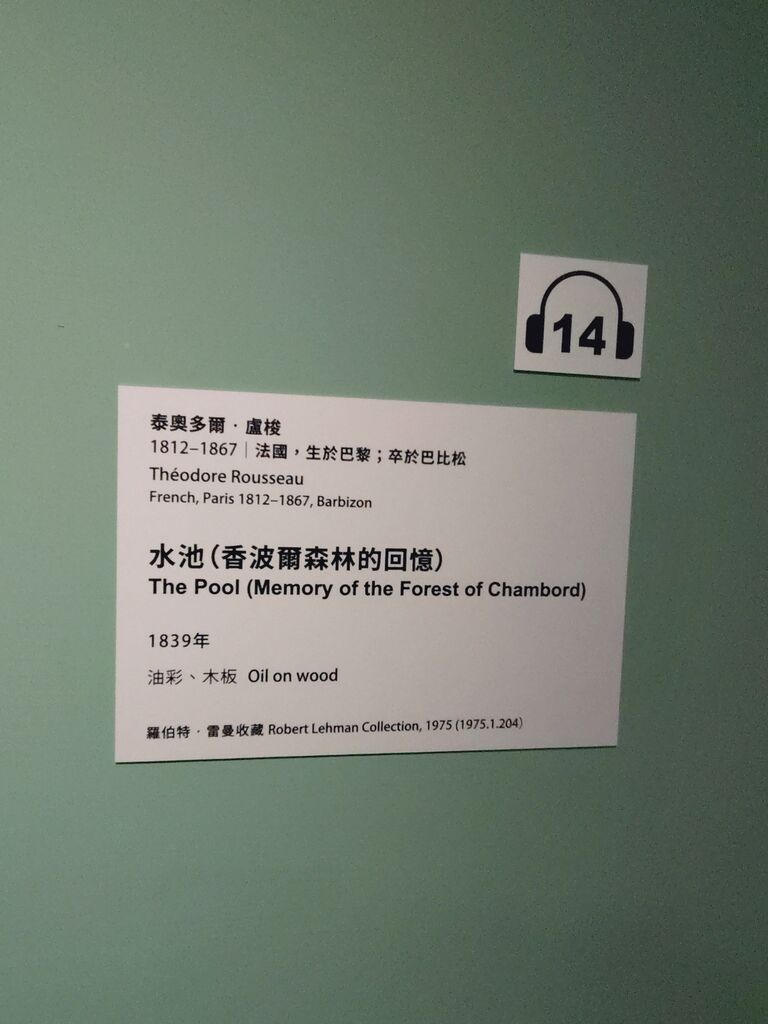 14
泰奧多爾．盧梭
1812–1867｜法國，生於巴黎；卒於巴比松
Théodore Rousseau
French, Paris 1812–1867, Barbizon
水池（香波爾森林的回憶）
The Pool (Memory of the Forest of Chambord)
1839年
油彩、木板 Oil on wood
羅伯特．雷曼收藏 Robert Lehman Collection, 1975 (1975.1.204)